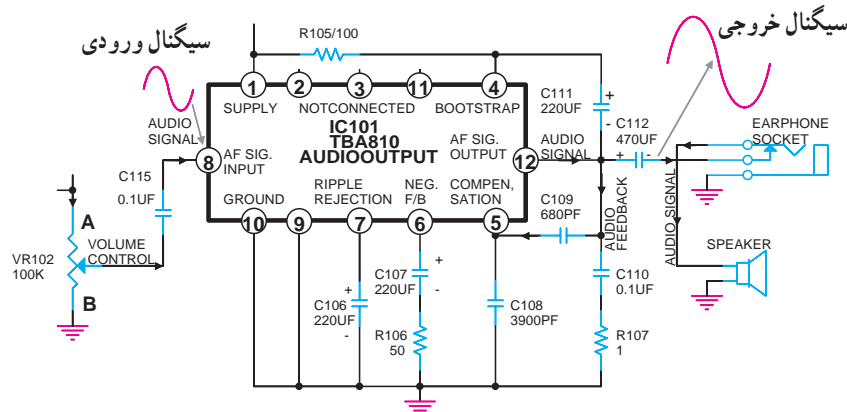 سیگنال ورودی
سیگنال خروجی
R105/100
1
2
3
11
4
SUPPLY
NOTCONNECTED
BOOTSTRAP
C111
220UF
+
-
C112
470UF
+
-
EARPHONE
SOCKET
AUDIO
SIGNAL
8
AF SIG.
INPUT
IC101
TBA810
AUDIOOUTPUT
AF SIG.
OUTPUT
12
AUDIO
SIGNAL
C115
0.1UF
GROUND
RIPPLE
REJECTION
NEG.
F/B
COMPEN,
SATION
10
9
7
6
5
C109
680PF
AUDIO
FEEDBACK
AUDIO SIGNAL
SPEAKER
A
VR102
100K
VOLUME
CONTROL
B
+
C106
220UF
-
C107
220UF
+
-
R106
50
C108
3900PF
C110
0.1UF
R107
1